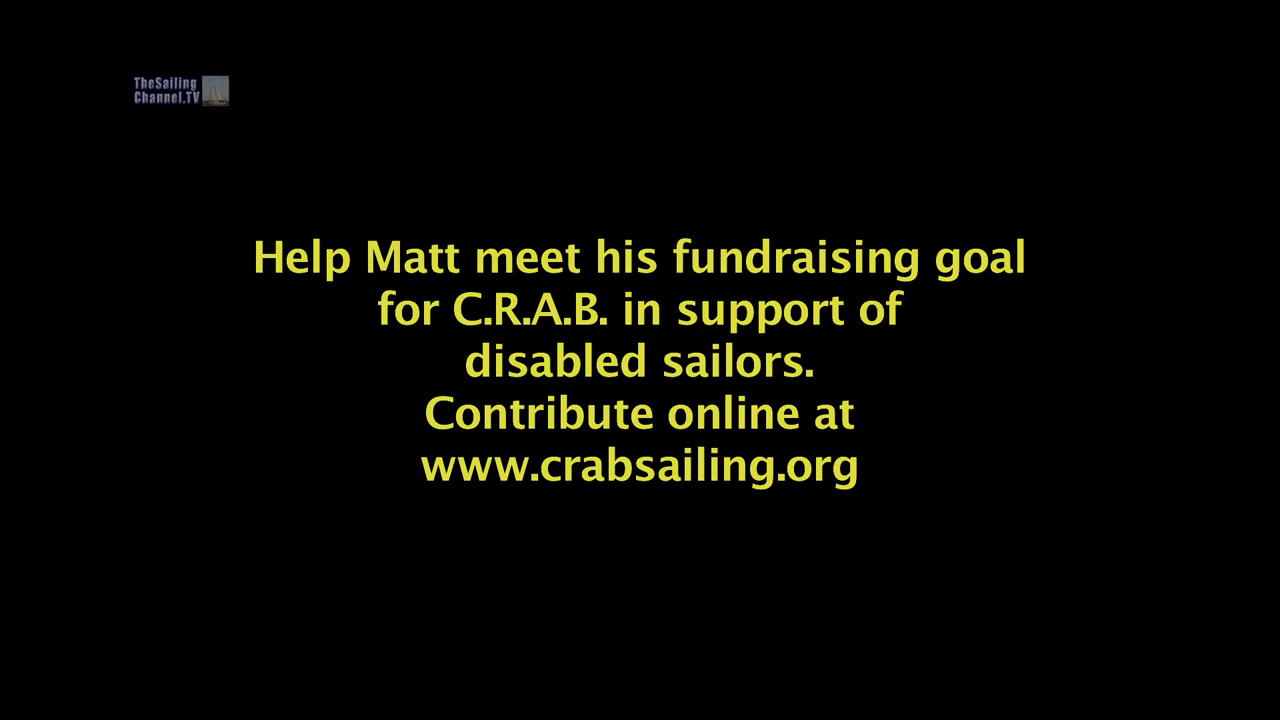 TheSailing
Channel.TV
Help Matt meet his fundraising goal
for C.R.A.B. in support of
disabled sailors.
Contribute online at
www.crabsailing.org